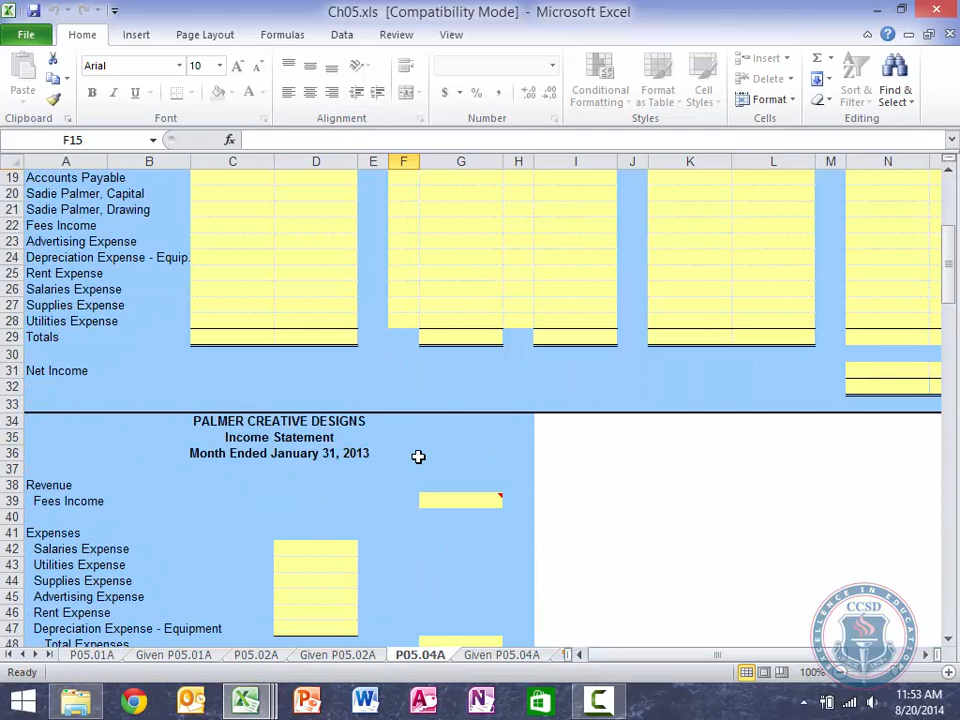 Ch05.xls [Compatibility Mode] - Microsoft Excel
File Home Insert Page Layout Formulas Data Review View
Paste
Arial 10
B I U
A A A
$ % ,
Conditional Formatting
Format as Table
Cell Styles
Insert
Delete
Format
Sort & Filter
Find & Select
Clipboard Font Alignment Number Styles Cells Editing
F15 fx
A B C D E F G H I J K L M N
19 Accounts Payable
20 Sadie Palmer, Capital
21 Sadie Palmer, Drawing
22 Fees Income
23 Advertising Expense
24 Depreciation Expense - Equip.
25 Rent Expense
26 Salaries Expense
27 Supplies Expense
28 Utilities Expense
29 Totals
30
31 Net Income
32
33
34 PALMER CREATIVE DESIGNS
35 Income Statement
36 Month Ended January 31, 2013
37
38 Revenue
39 Fees Income
40
41 Expenses
42 Salaries Expense
43 Utilities Expense
44 Supplies Expense
45 Advertising Expense
46 Rent Expense
47 Depreciation Expense - Equipment
48 Total Expenses
P05.01A Given P05.01A P05.02A Given P05.02A P05.04A Given P05.04A
Ready 100%
EXCELLENCE IN EDUCATION
CCSD
11:53 AM
8/20/2014